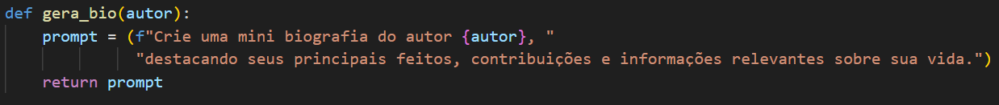 def gera_bio(autor):
    prompt = (f"Crie uma mini biografia do autor {autor}, "
              "destacando seus principais feitos, contribuições e informações relevantes sobre sua vida.")
    return prompt